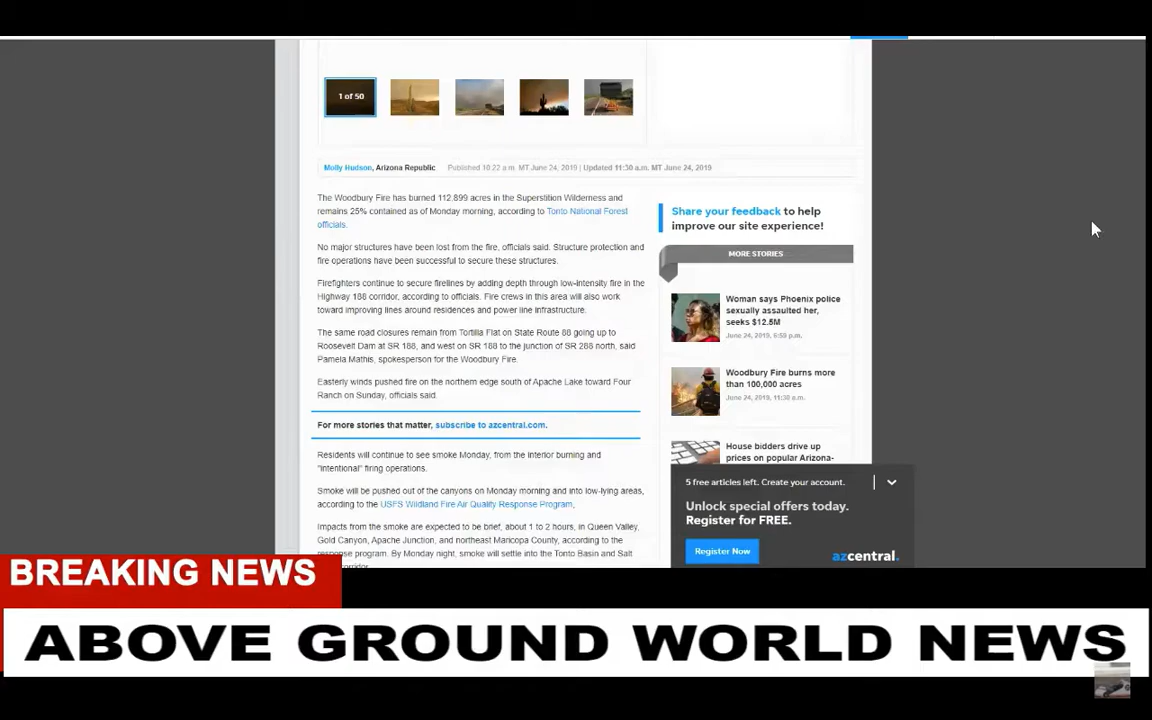 1 of 50
Molly Hudson, Arizona Republic Published 10:22 a.m. MT June 24, 2019 | Updated 11:30 a.m. MT June 24, 2019
The Woodbury Fire has burned 112,899 acres in the Superstition Wilderness and
remains 25% contained as of Monday morning, according to Tonto National Forest
officials.
No major structures have been lost from the fire, officials said. Structure protection and
fire operations have been successful to secure these structures.
Firefighters continue to secure firelines by adding depth through low-intensity fire in the
Highway 188 corridor, according to officials. Fire crews in this area will also work
toward improving lines around residences and power line infrastructure.
The same road closures remain from Tortilla Flat on State Route 88 going up to
Roosevelt Dam at SR 188, and west on SR 188 to the junction of SR 288 north, said
Pamela Mathis, spokesperson for the Woodbury Fire.
Easterly winds pushed fire on the northern edge south of Apache Lake toward Four
Ranch on Sunday, officials said.
For more stories that matter, subscribe to azcentral.com.
Residents will continue to see smoke Monday, from the interior burning and
"intentional" firing operations.
Smoke will be pushed out of the canyons on Monday morning and into low-lying areas,
according to the USFS Wildland Fire Air Quality Response Program,
Impacts from the smoke are expected to be brief, about 1 to 2 hours, in Queen Valley,
Gold Canyon, Apache Junction, and northeast Maricopa County, according to the
response program. By Monday night, smoke will settle into the Tonto Basin and Salt
corridor.
Share your feedback to help
improve our site experience!
MORE STORIES
Woman says Phoenix police
sexually assaulted her,
seeks $12.5M
June 24, 2019, 6:59 p.m.
Woodbury Fire burns more
than 100,000 acres
June 24, 2019, 11:30 a.m.
House bidders drive up
prices on popular Arizona-
5 free articles left. Create your account.
Unlock special offers today.
Register for FREE.
Register Now
azcentral.
BREAKING NEWS
ABOVE GROUND WORLD NEWS